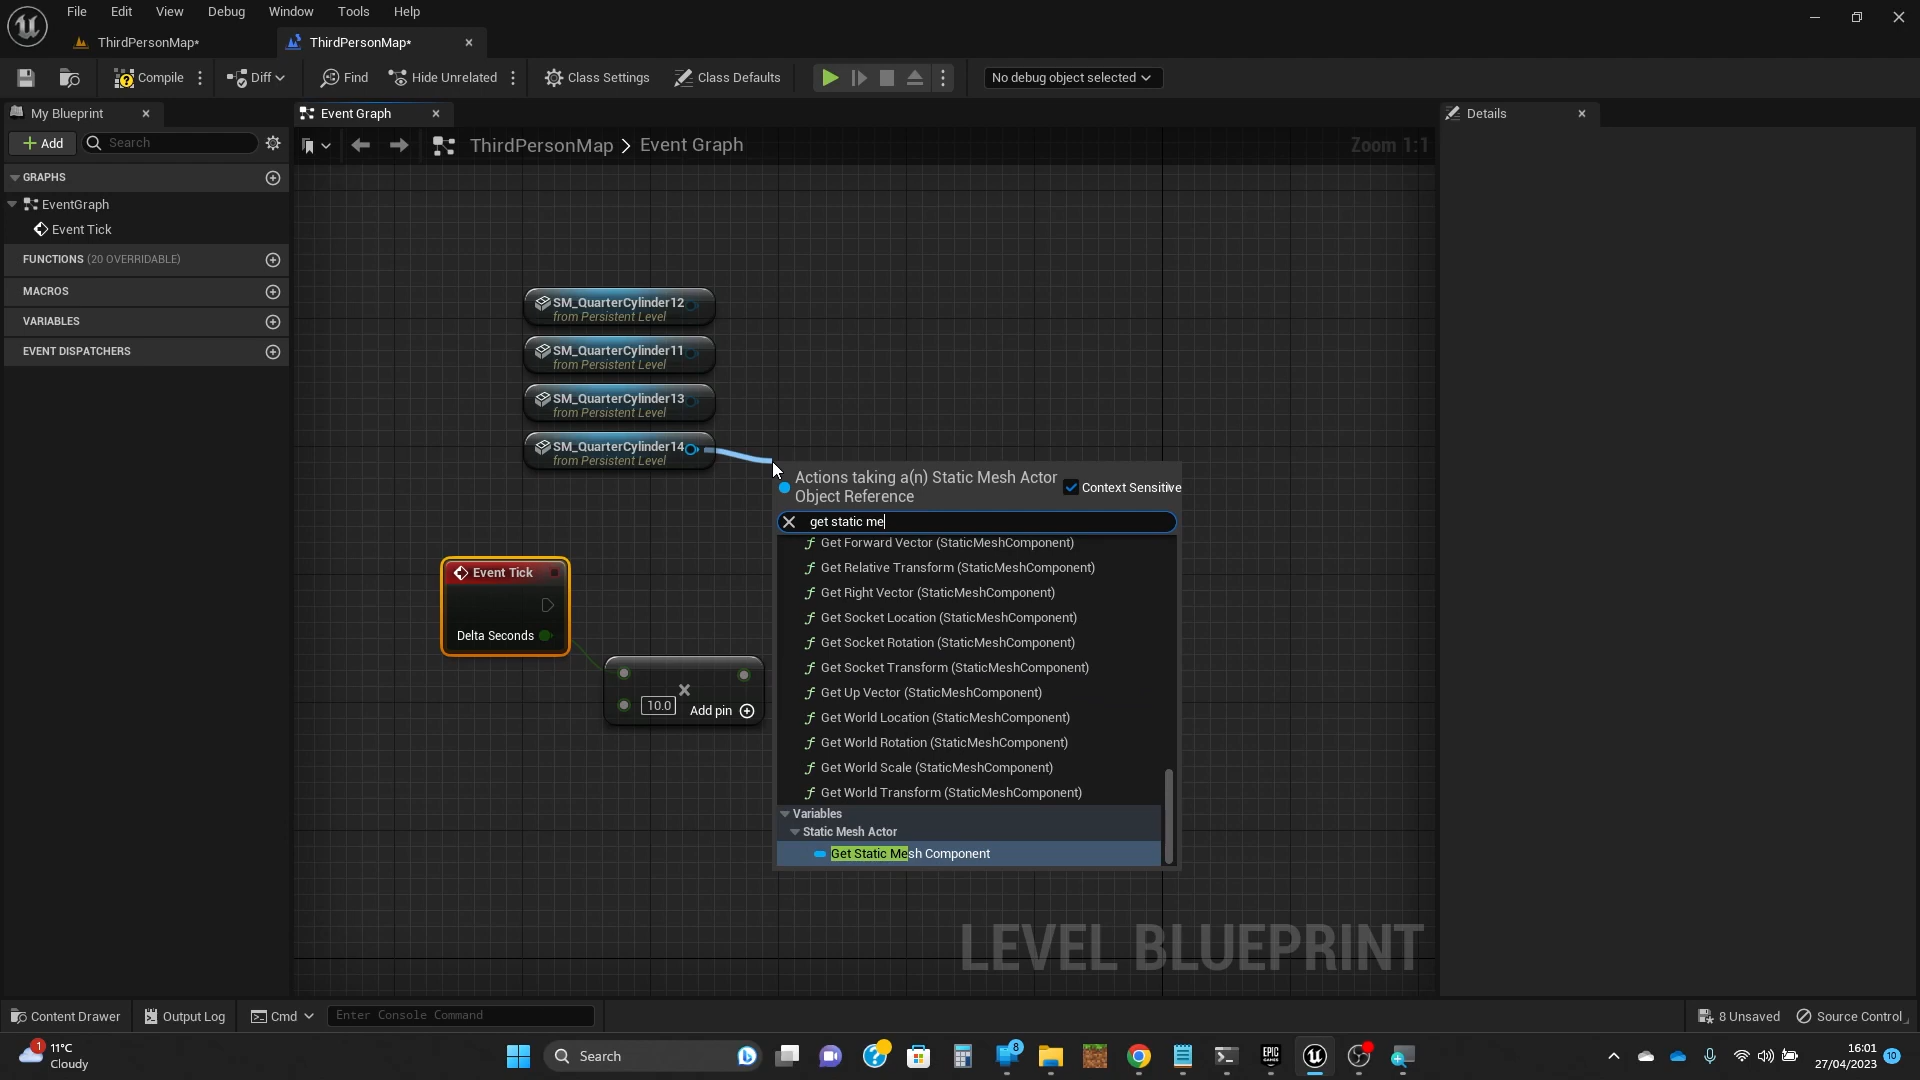 File Edit View Debug Window Tools Help
ThirdPersonMap* ThirdPersonMap*
Compile Diff Find Hide Unrelated Class Settings Class Defaults No debug object selected
My Blueprint Event Graph Details
Add Search ThirdPersonMap > Event Graph Zoom 1:1
GRAPHS
EventGraph
Event Tick
FUNCTIONS (20 OVERRIDABLE)
MACROS
VARIABLES
EVENT DISPATCHERS
SM_QuarterCylinder12
from Persistent Level
SM_QuarterCylinder11
from Persistent Level
SM_QuarterCylinder13
from Persistent Level
SM_QuarterCylinder14
from Persistent Level
Event Tick
Delta Seconds
10.0 Add pin
Actions taking a(n) Static Mesh Actor
Object Reference
Context Sensitive
get static me
Get Forward Vector (StaticMeshComponent)
Get Relative Transform (StaticMeshComponent)
Get Right Vector (StaticMeshComponent)
Get Socket Location (StaticMeshComponent)
Get Socket Rotation (StaticMeshComponent)
Get Socket Transform (StaticMeshComponent)
Get Up Vector (StaticMeshComponent)
Get World Location (StaticMeshComponent)
Get World Rotation (StaticMeshComponent)
Get World Scale (StaticMeshComponent)
Get World Transform (StaticMeshComponent)
Variables
Static Mesh Actor
Get Static Mesh Component
LEVEL BLUEPRINT
Content Drawer Output Log Cmd Enter Console Command 8 Unsaved Source Control
1 11°C
Cloudy
Search
8
EPIC
GAMES
16:01
27/04/2023
10